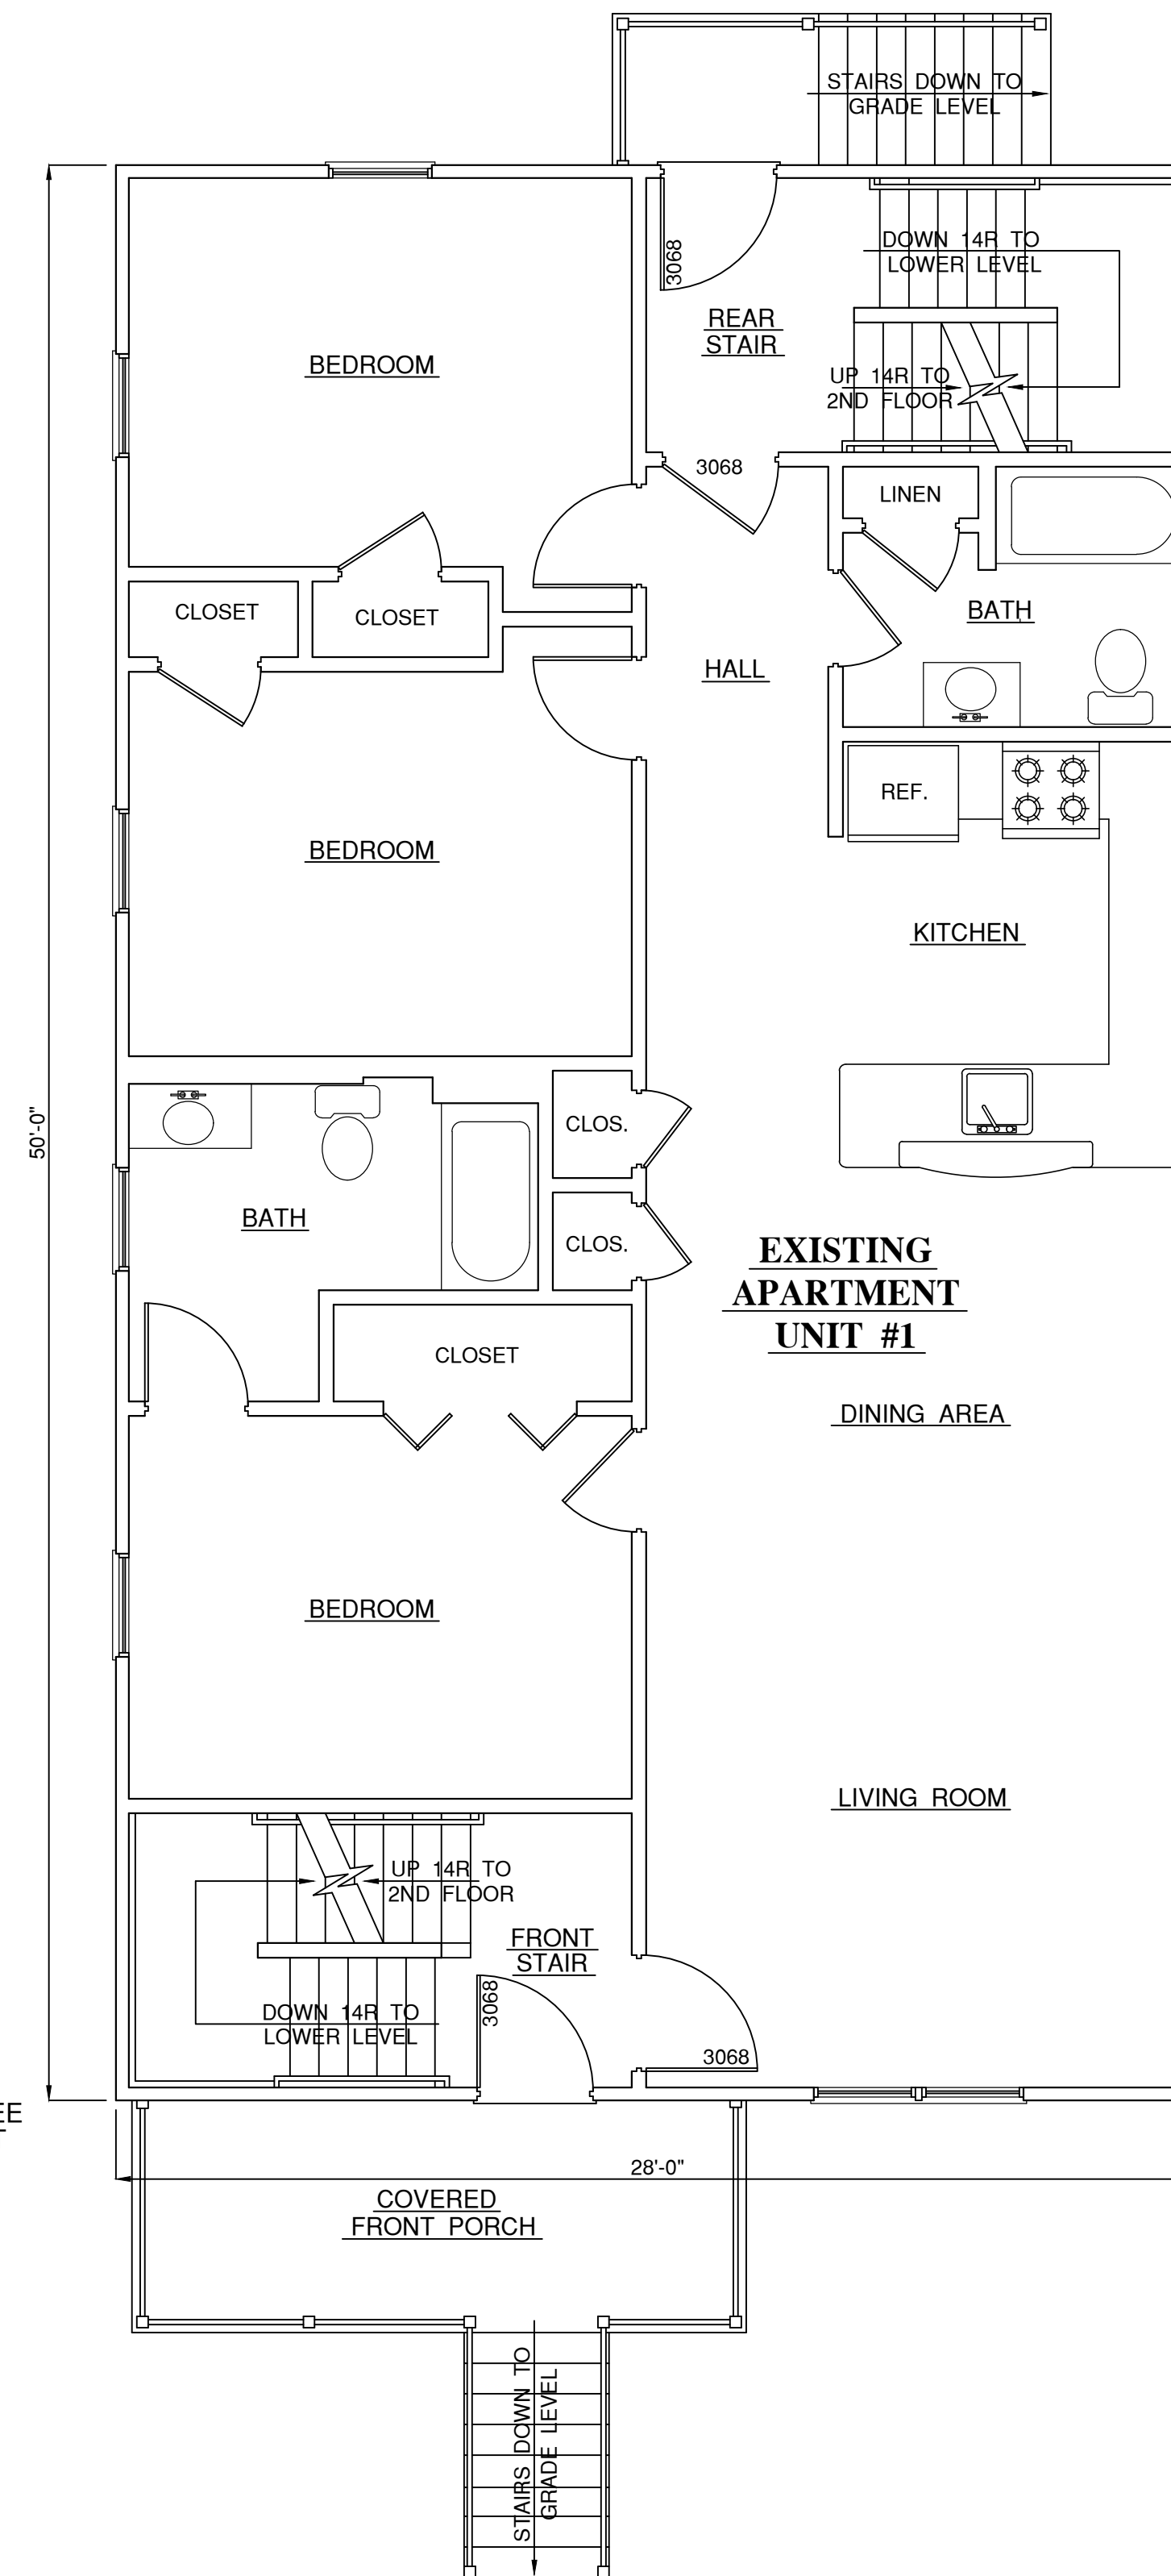 STAIRS DOWN TO
GRADE LEVEL
3068
DOWN 14R TO
LOWER LEVEL
REAR
STAIR
BEDROOM
UP 14R TO
2ND FLOOR
3068
LINEN
CLOSET
CLOSET
BATH
HALL
REF.
BEDROOM
KITCHEN
50'-0"
CLOS.
BATH
CLOS.
EXISTING
APARTMENT
UNIT #1
CLOSET
DINING AREA
BEDROOM
LIVING ROOM
UP 14R TO
2ND FLOOR
FRONT
STAIR
3068
DOWN 14R TO
LOWER LEVEL
3068
28'-0"
COVERED
FRONT PORCH
STAIRS DOWN TO
GRADE LEVEL